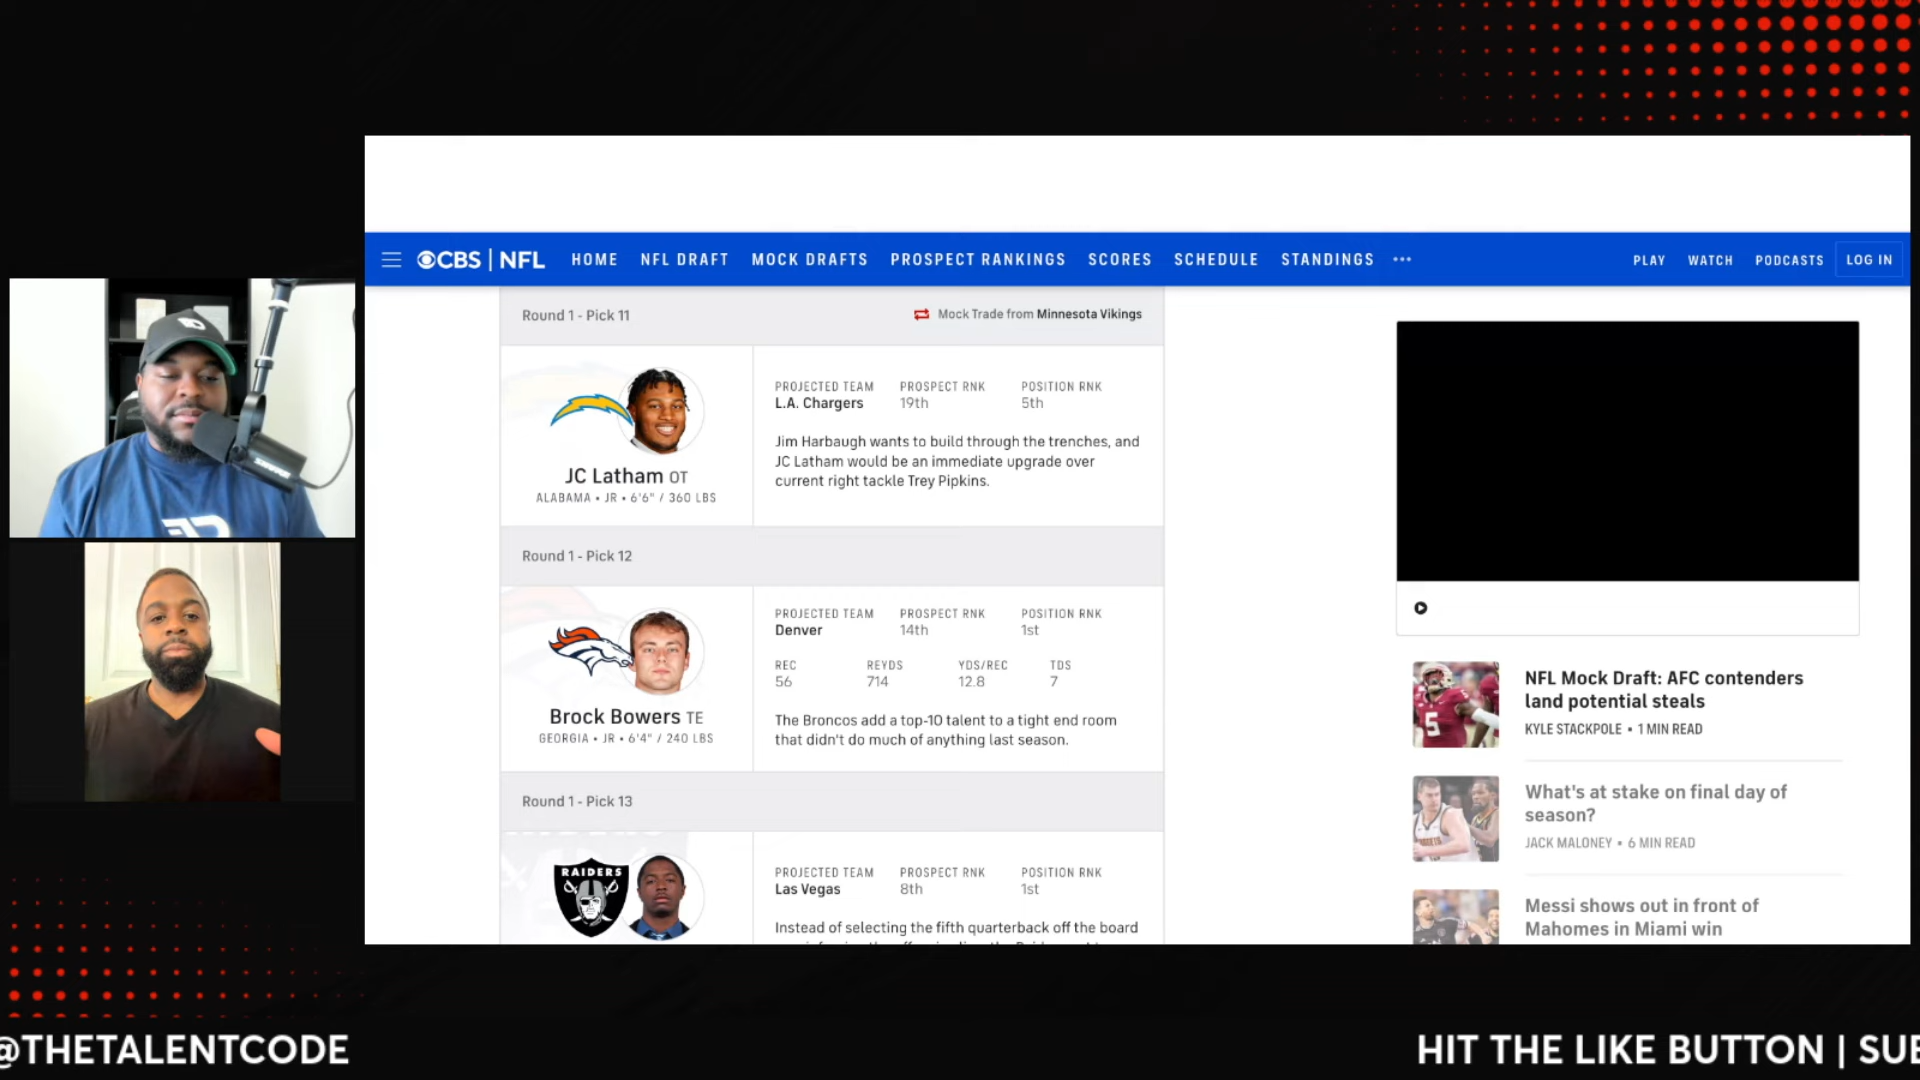 CBS | NFL HOME NFL DRAFT MOCK DRAFTS PROSPECT RANKINGS SCORES SCHEDULE STANDINGS ••• PLAY WATCH PODCASTS LOG IN
Round 1 - Pick 11
Mock Trade from Minnesota Vikings
JC Latham OT
ALABAMA • JR • 6'6" / 360 LBS
PROJECTED TEAM PROSPECT RNK POSITION RNK
L.A. Chargers 19th 5th
Jim Harbaugh wants to build through the trenches, and
JC Latham would be an immediate upgrade over
current right tackle Trey Pipkins.
Round 1 - Pick 12
Brock Bowers TE
GEORGIA • JR • 6'4" / 240 LBS
PROJECTED TEAM PROSPECT RNK POSITION RNK
Denver 14th 1st
REC REYDS YDS/REC TDS
56 714 12.8 7
The Broncos add a top-10 talent to a tight end room
that didn't do much of anything last season.
Round 1 - Pick 13
RAIDERS
PROJECTED TEAM PROSPECT RNK POSITION RNK
Las Vegas 8th 1st
Instead of selecting the fifth quarterback off the board
NFL Mock Draft: AFC contenders
land potential steals
KYLE STACKPOLE • 1 MIN READ
What's at stake on final day of
season?
JACK MALONEY • 6 MIN READ
Messi shows out in front of
Mahomes in Miami win
SHURE
5
@THETALENTCODE
HIT THE LIKE BUTTON | SUB